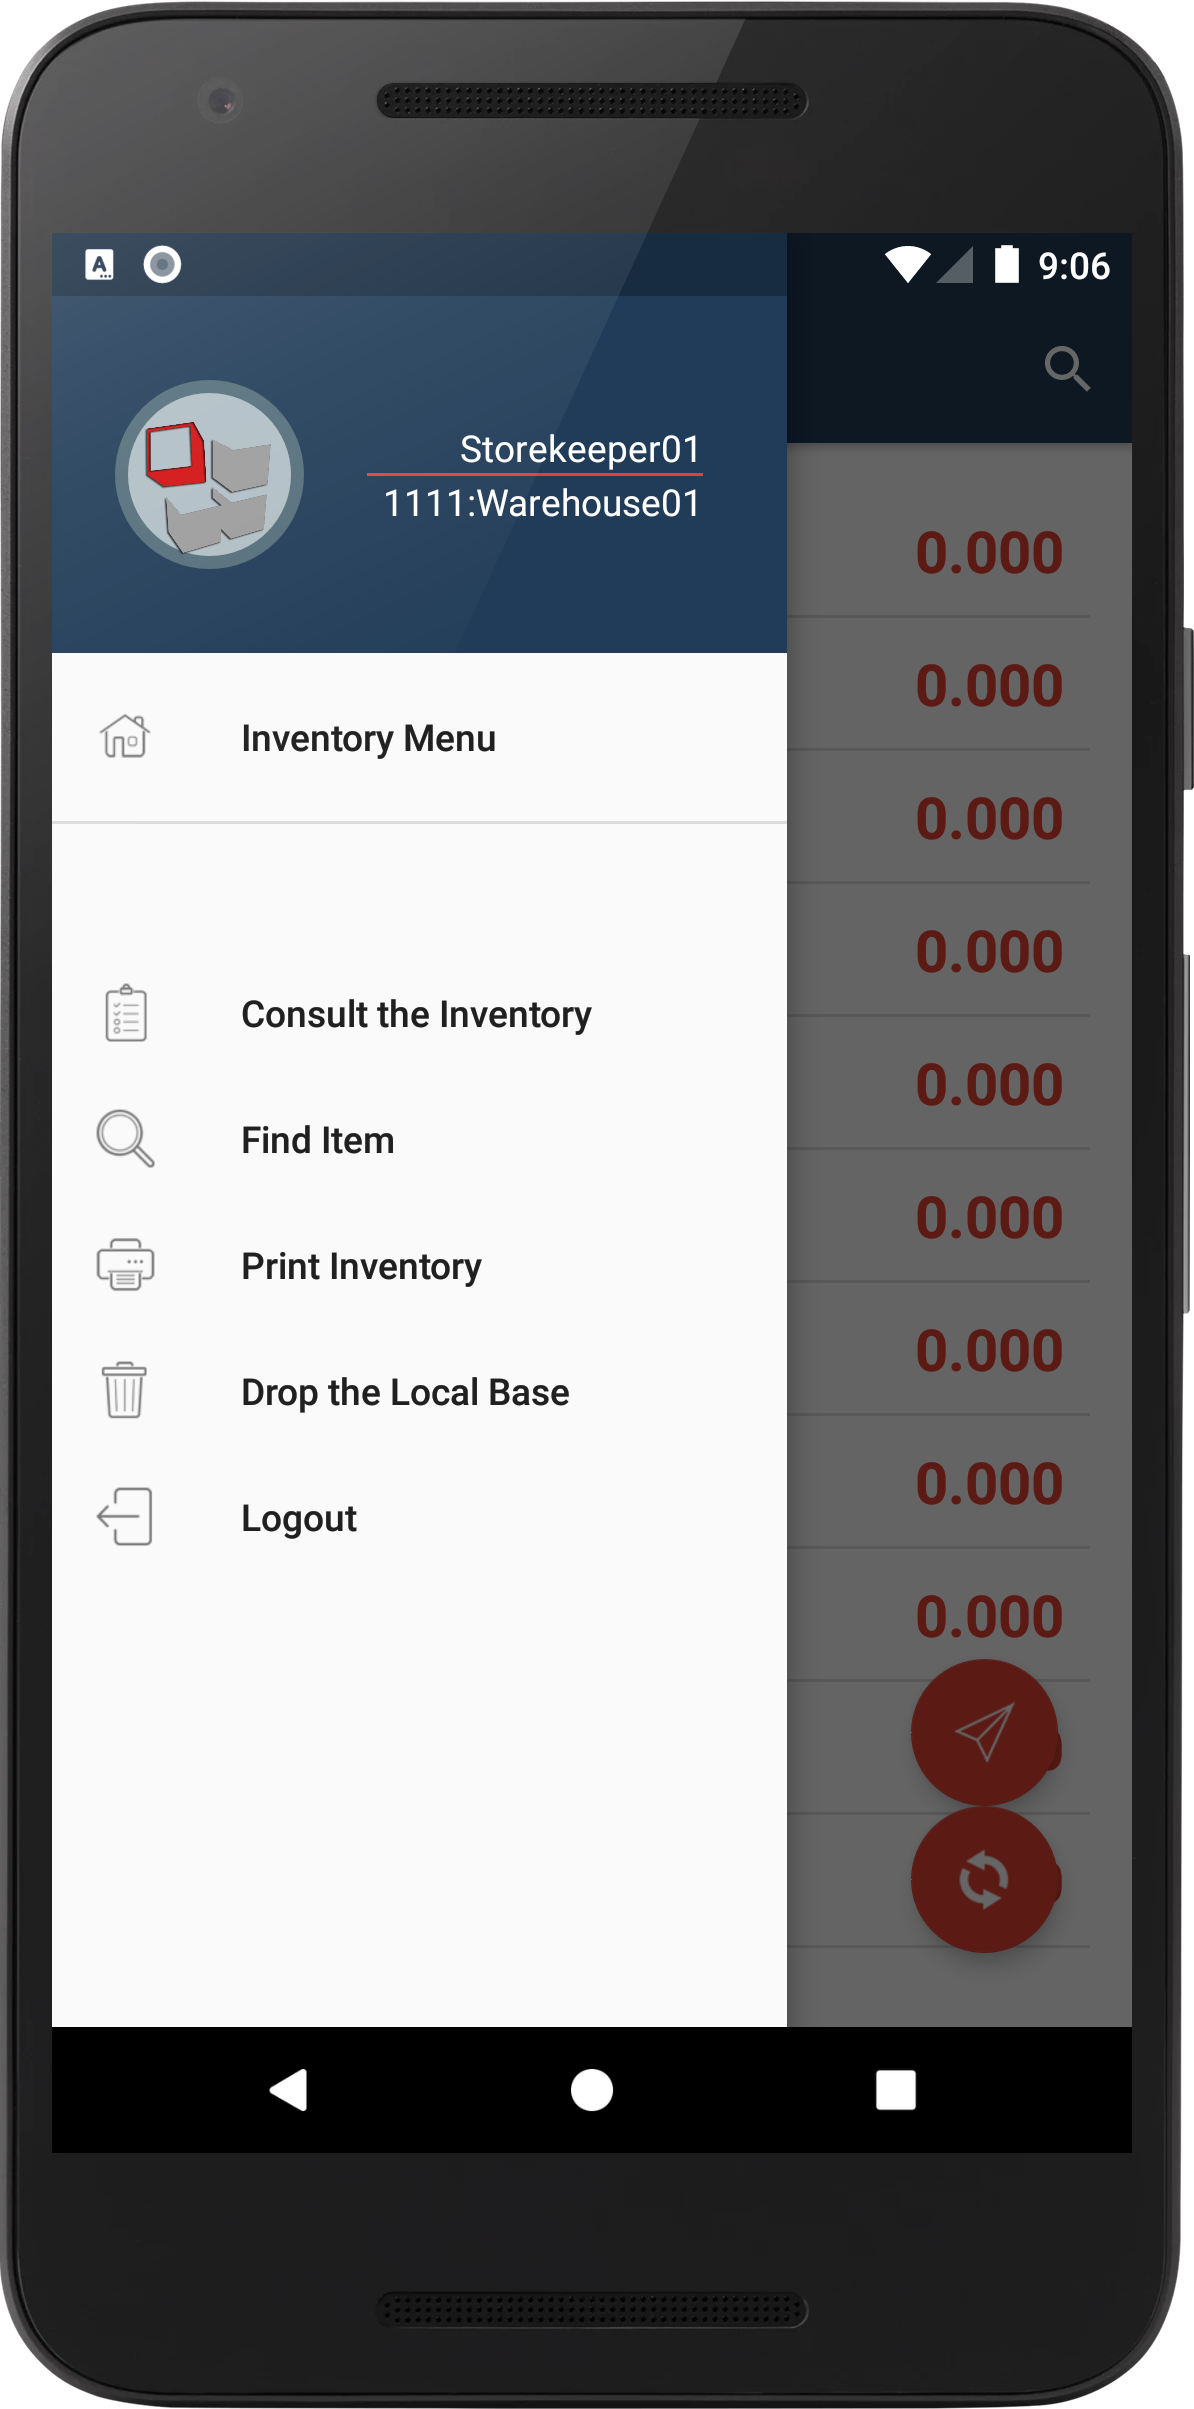 9:06
Storekeeper01
1111:Warehouse01
Inventory Menu
Consult the Inventory
Find Item
Print Inventory
Drop the Local Base
Logout
0.000
0.000
0.000
0.000
0.000
0.000
0.000
0.000
0.000